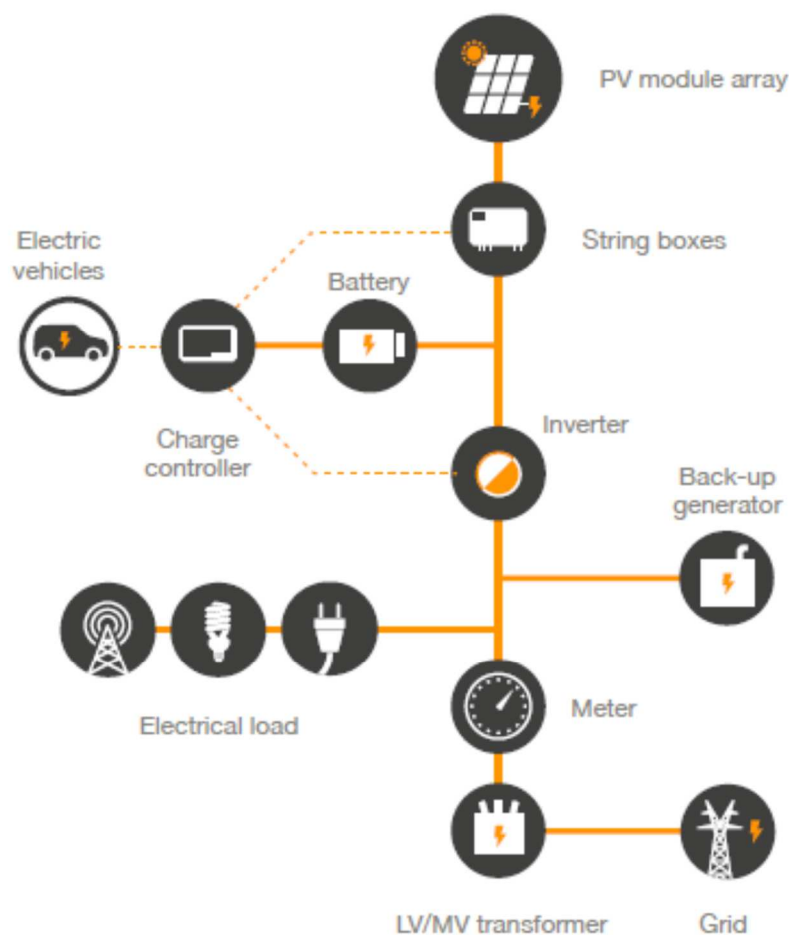 PV module array
String boxes
Electric
vehicles
Battery
Charge
controller
Inverter
Back-up
generator
Electrical load
Meter
LV/MV transformer
Grid